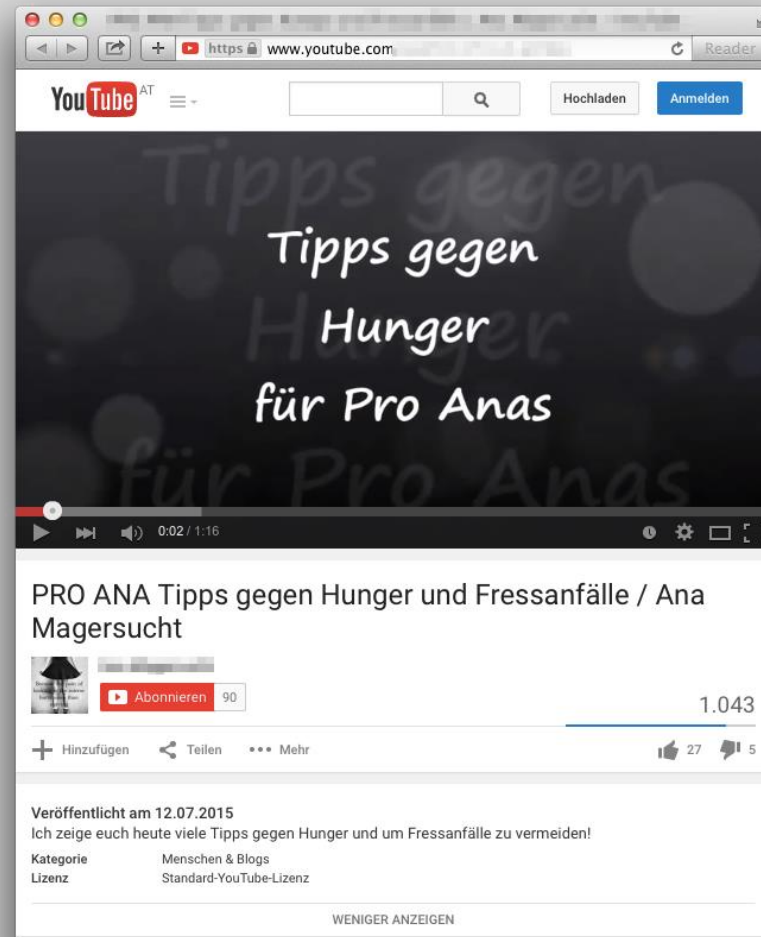 https www.youtube.com
Reader
YouTube AT
Hochladen
Anmelden
Tipps gegen
Hunger
für Pro Anas
0:02 / 1:16
PRO ANA Tipps gegen Hunger und Fressanfälle / Ana
Magersucht
Abonnieren 90
1.043
Hinzufügen Teilen Mehr 27 5
Veröffentlicht am 12.07.2015
Ich zeige euch heute viele Tipps gegen Hunger und um Fressanfälle zu vermeiden!
Kategorie Menschen & Blogs
Lizenz Standard-YouTube-Lizenz
WENIGER ANZEIGEN